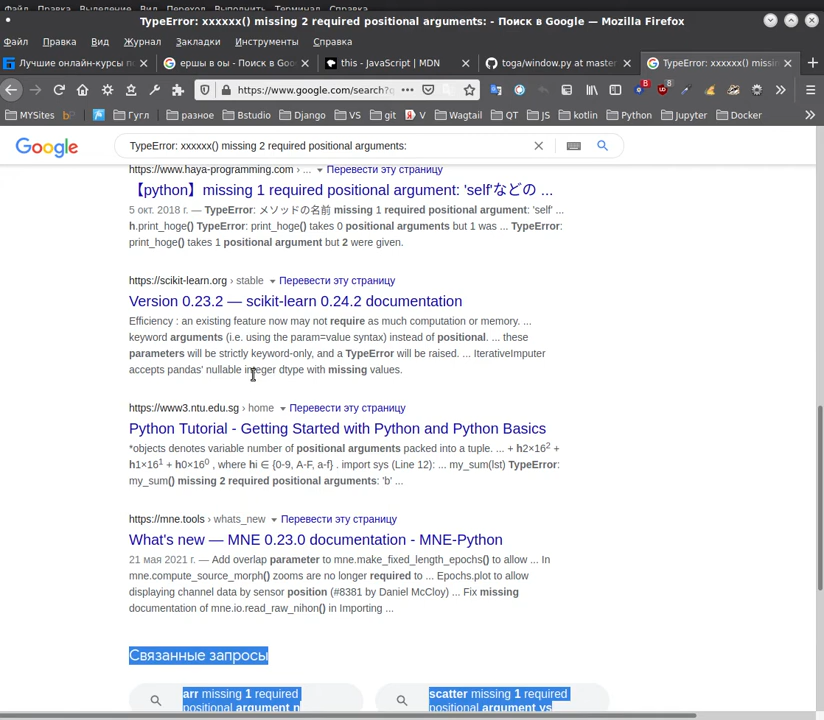 TypeError: xxxxxx() missing 2 required positional arguments: - Поиск в Google — Mozilla Firefox
Файл Правка Вид Журнал Закладки Инструменты Справка
Лучшие онлайн-курсы п
ершы в оы - Поиск в Goo
this - JavaScript | MDN
toga/window.py at master
TypeError: xxxxxx() missin
https://www.google.com/search?q
MYSites Гугл разное Bstudio Django VS git V Wagtail QT JS kotlin Python Jupyter Docker
Google
TypeError: xxxxxx() missing 2 required positional arguments:
https://www.haya-programming.com › ... Перевести эту страницу
【python】missing 1 required positional argument: 'self'などの ...
5 окт. 2018 г. — TypeError: メソッドの名前 missing 1 required positional argument: 'self' ...
h.print_hoge() TypeError: print_hoge() takes 0 positional arguments but 1 was ... TypeError:
print_hoge() takes 1 positional argument but 2 were given.
https://scikit-learn.org › stable Перевести эту страницу
Version 0.23.2 — scikit-learn 0.24.2 documentation
Efficiency : an existing feature now may not require as much computation or memory. ...
keyword arguments (i.e. using the param=value syntax) instead of positional. ... these
parameters will be strictly keyword-only, and a TypeError will be raised. ... IterativeImputer
accepts pandas' nullable integer dtype with missing values.
https://www3.ntu.edu.sg › home Перевести эту страницу
Python Tutorial - Getting Started with Python and Python Basics
*objects denotes variable number of positional arguments packed into a tuple. ... + h2×16² +
h1×16¹ + h0×16⁰ , where hi ∈ {0-9, A-F, a-f} . import sys (Line 12): ... my_sum(lst) TypeError:
my_sum() missing 2 required positional arguments: 'b' ...
https://mne.tools › whats_new Перевести эту страницу
What's new — MNE 0.23.0 documentation - MNE-Python
21 мая 2021 г. — Add overlap parameter to mne.make_fixed_length_epochs() to allow ... In
mne.compute_source_morph() zooms are no longer required to ... Epochs.plot to allow
displaying channel data by sensor position (#8381 by Daniel McCloy) ... Fix missing
documentation of mne.io.read_raw_nihon() in Importing ...
Связанные запросы
arr missing 1 required
positional argument n
scatter missing 1 required
positional argument ys